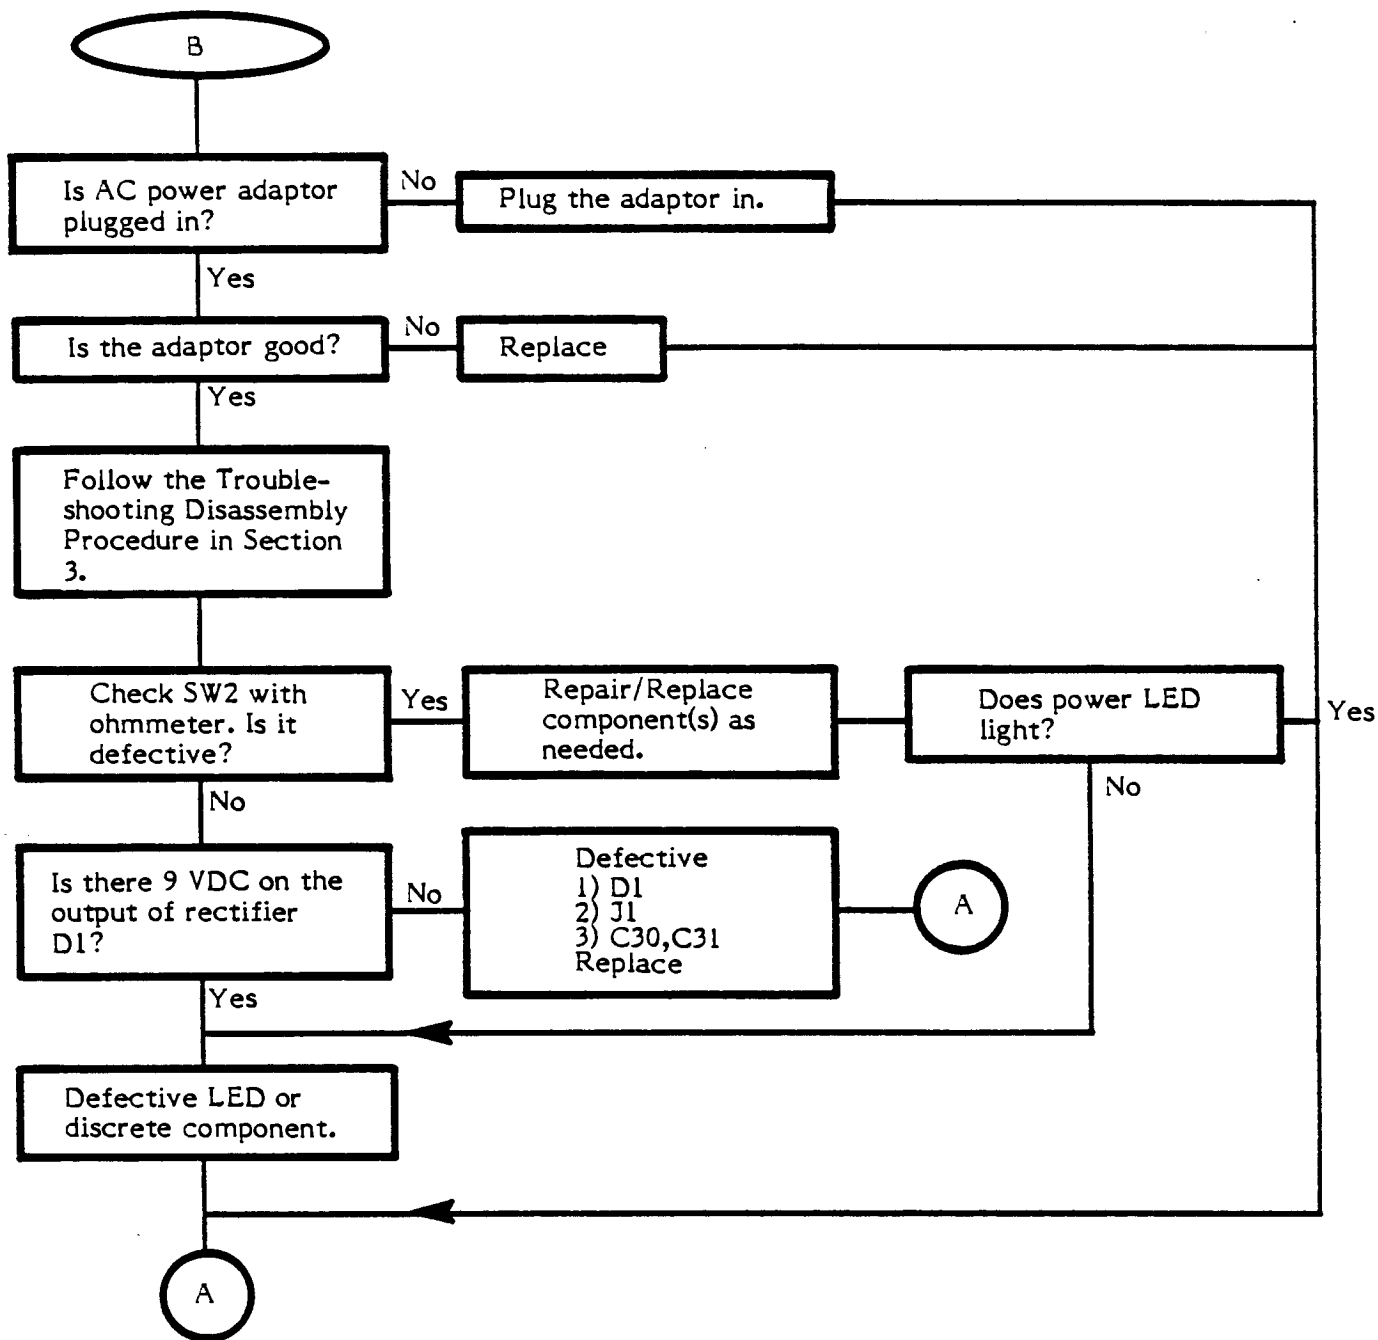 B
Is AC power adaptor
plugged in?
No
Plug the adaptor in.
Yes
Is the adaptor good?
No
Replace
Yes
Follow the Trouble-
shooting Disassembly
Procedure in Section
3.
Check SW2 with
ohmmeter. Is it
defective?
Yes
Repair/Replace
component(s) as
needed.
Does power LED
light?
Yes
No
No
Is there 9 VDC on the
output of rectifier
D1?
No
Defective
1) D1
2) J1
3) C30,C31
Replace
A
Yes
Defective LED or
discrete component.
A